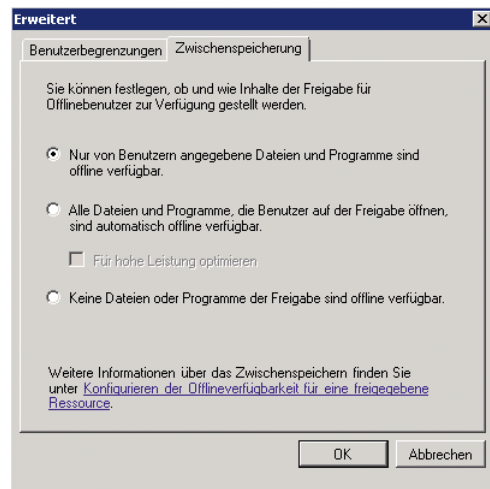 Erweitert
Benutzerbegrenzungen
Zwischenspeicherung
Sie können festlegen, ob und wie Inhalte der Freigabe für
Offlinebenutzer zur Verfügung gestellt werden.
Nur von Benutzern angegebene Dateien und Programme sind
offline verfügbar.
Alle Dateien und Programme, die Benutzer auf der Freigabe öffnen,
sind automatisch offline verfügbar.
Für hohe Leistung optimieren
Keine Dateien oder Programme der Freigabe sind offline verfügbar.
Weitere Informationen über das Zwischenspeichern finden Sie
unter Konfigurieren der Offlineverfügbarkeit für eine freigegebene
Ressource.
OK
Abbrechen